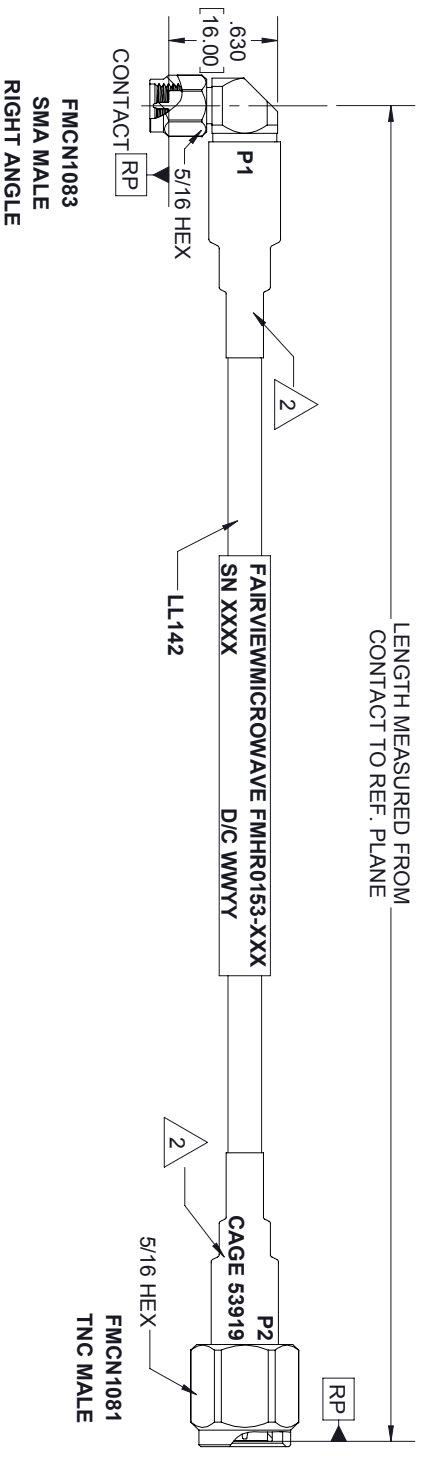 LENGTH MEASURED FROM
CONTACT TO REF. PLANE
.630
[16.00]
CONTACT
RP
5/16 HEX
P1
2
FMCN1083
SMA MALE
RIGHT ANGLE
LL142
FAIRVIEWMICROWAVE FMHR0153-XXX
SN XXXX D/C WWYY
2
CAGE 53919
P2
5/16 HEX
RP
FMCN1081
TNC MALE